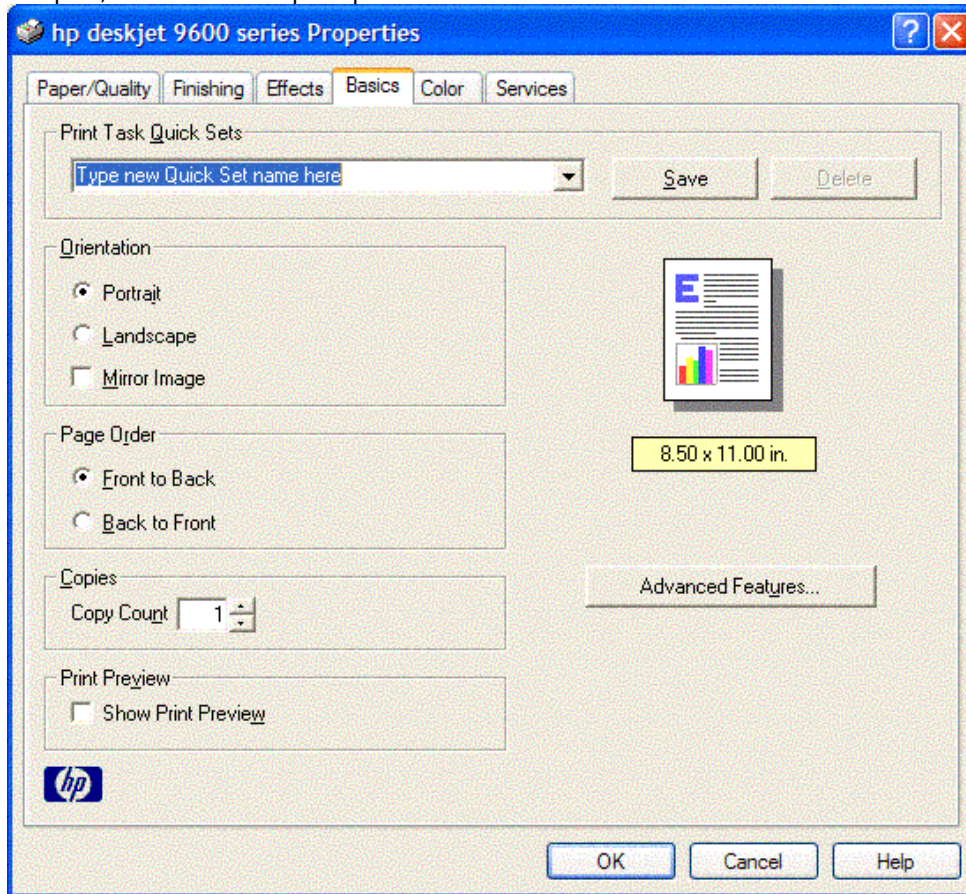 hp deskjet 9600 series Properties
Paper/Quality Finishing Effects Basics Color Services
Print Task Quick Sets
Type new Quick Set name here Save Delete
Orientation
Portrait
Landscape
Mirror Image
E
8.50 x 11.00 in.
Page Order
Front to Back
Back to Front
Copies
Copy Count 1
Advanced Features...
Print Preview
Show Print Preview
hp
OK Cancel Help